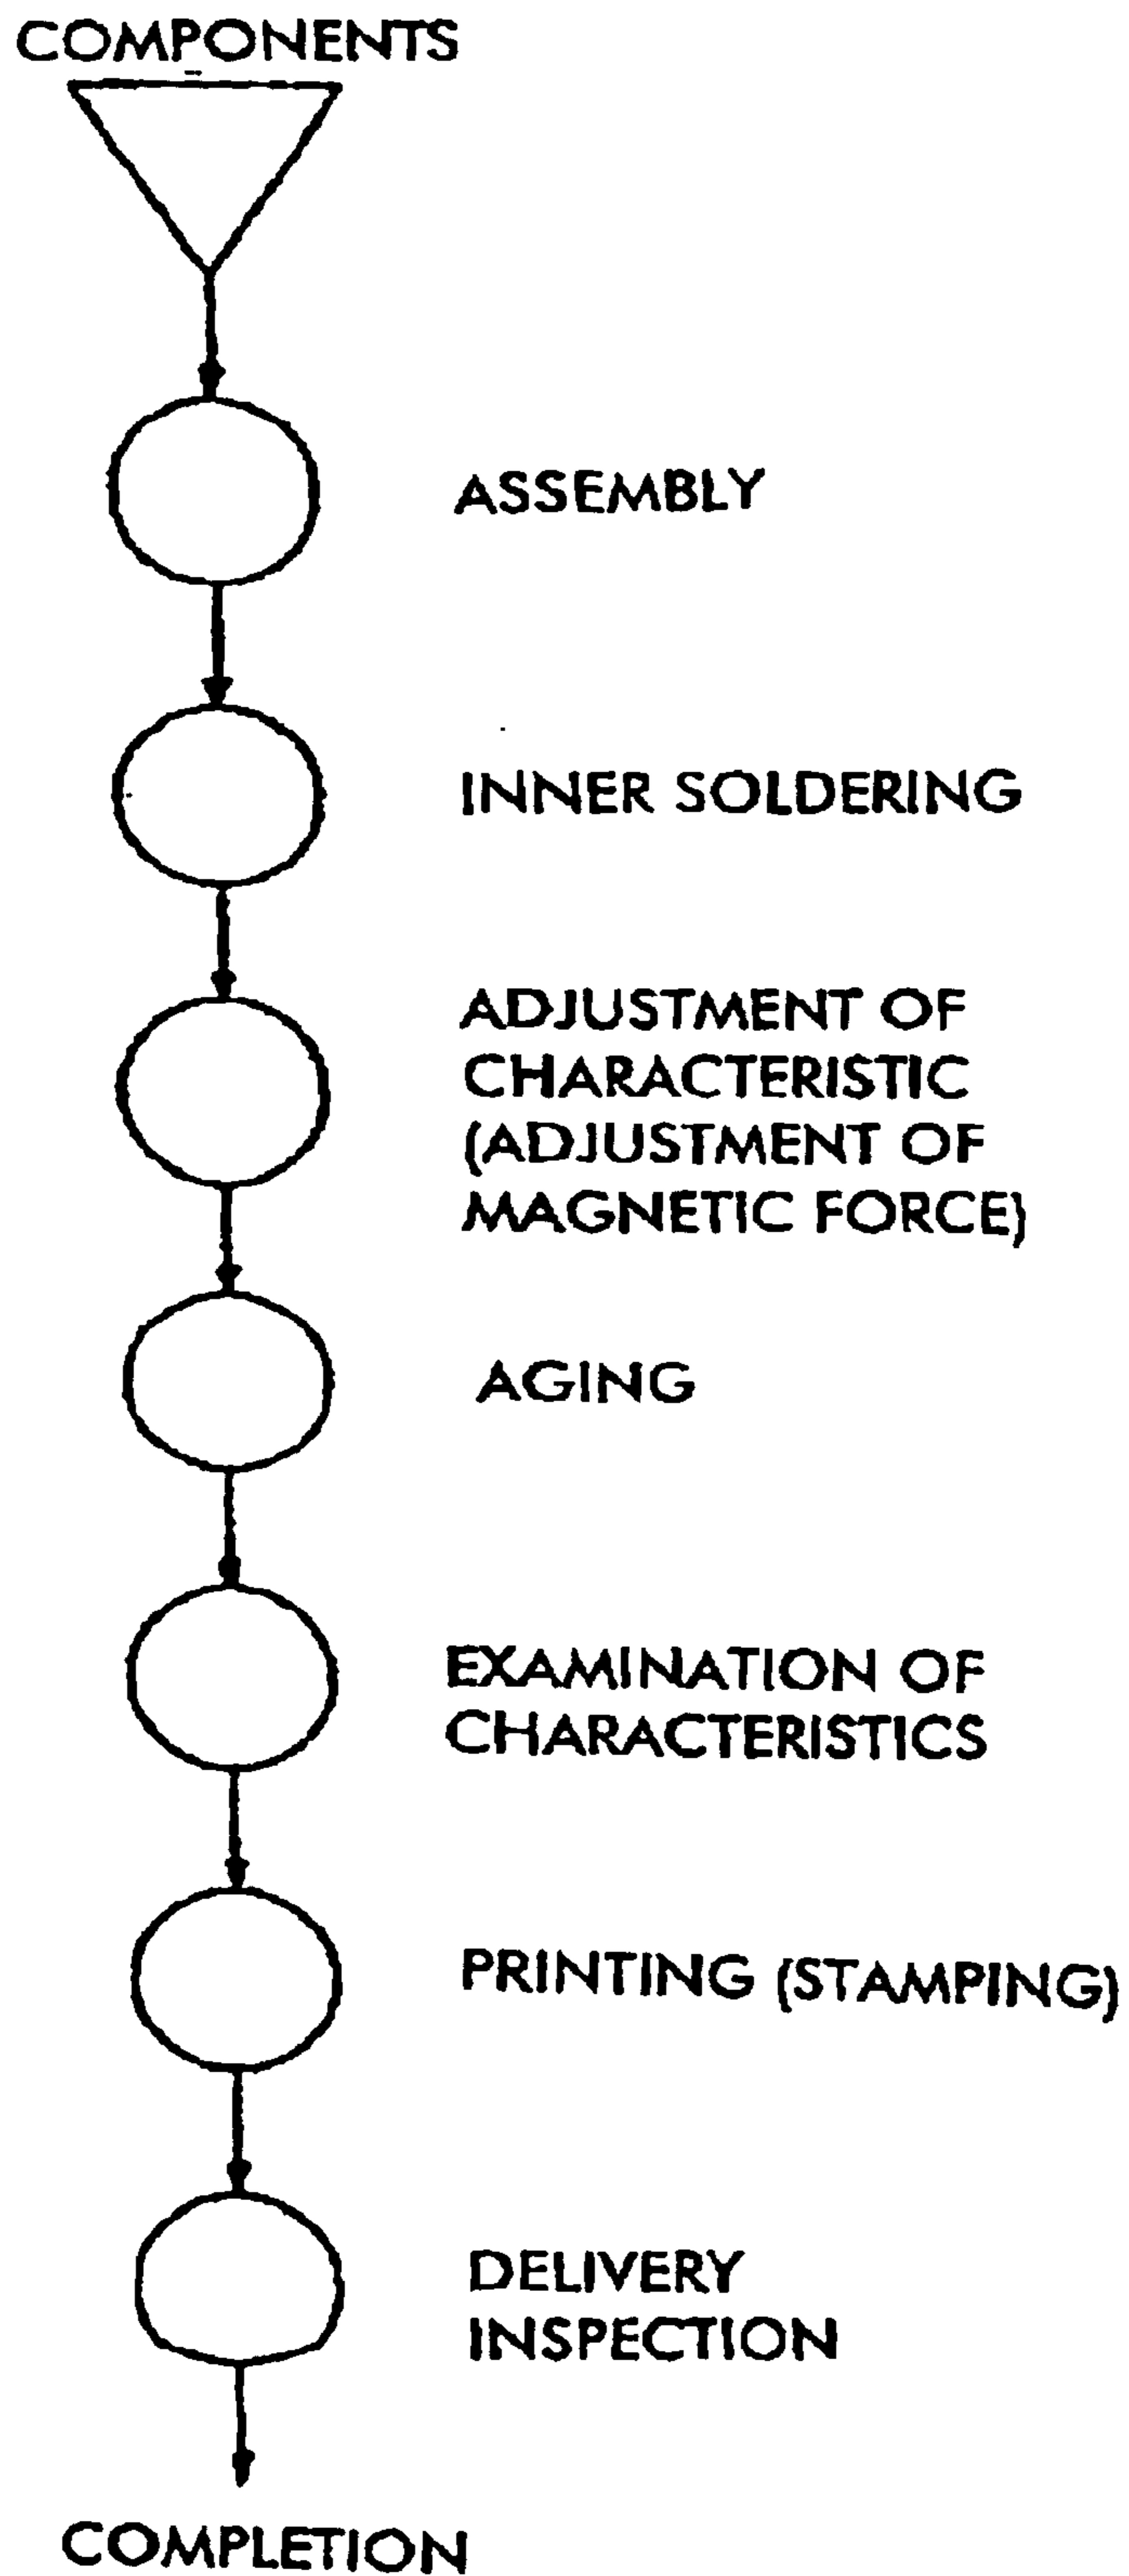 COMPONENTS
ASSEMBLY
INNER SOLDERING
ADJUSTMENT OF
CHARACTERISTIC
(ADJUSTMENT OF
MAGNETIC FORCE)
AGING
EXAMINATION OF
CHARACTERISTICS
PRINTING (STAMPING)
DELIVERY
INSPECTION
COMPLETION